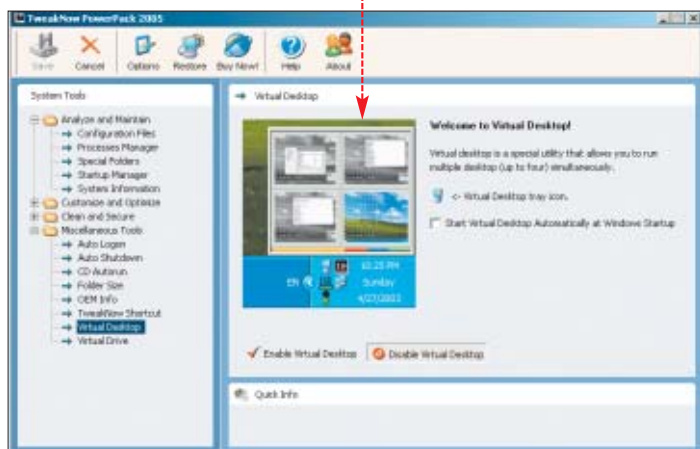 TweakNow PowerPack 2005
Save Cancel Options Restore Buy Now! Help About
System Tools
Analyze and Maintain
Configuration Files
Processes Manager
Special Folders
Startup Manager
System Information
Customize and Optimize
Clean and Secure
Miscellaneous Tools
Auto Logon
Auto Shutdown
CD Autorun
Folder Size
OEM Info
TweakNow Shortcut
Virtual Desktop
Virtual Drive
Virtual Desktop
Welcome to Virtual Desktop!
Virtual desktop is a special utility that allows you to run
multiple desktop (up to four) simultaneously.
<- Virtual Desktop tray icon.
Start Virtual Desktop Automatically at Windows Startup
EN
10:25 PM
Sunday
4/27/2003
Enable Virtual Desktop Disable Virtual Desktop
Quick Info